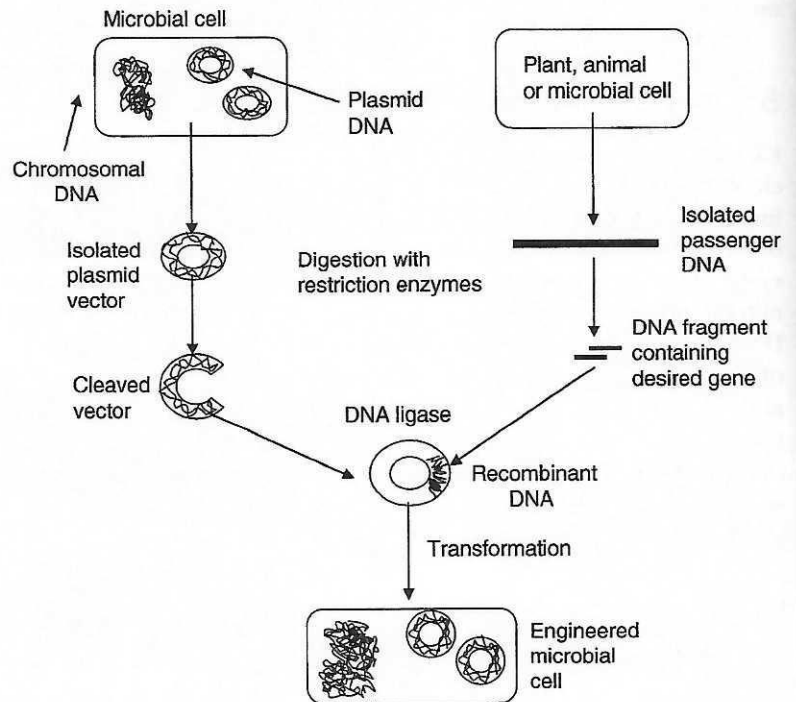 Microbial cell
Plant, animal
or microbial cell
Plasmid
DNA
Chromosomal
DNA
Isolated
plasmid
vector
Digestion with
restriction enzymes
Isolated
passenger
DNA
DNA fragment
containing
desired gene
Cleaved
vector
DNA ligase
Recombinant
DNA
Transformation
Engineered
microbial
cell